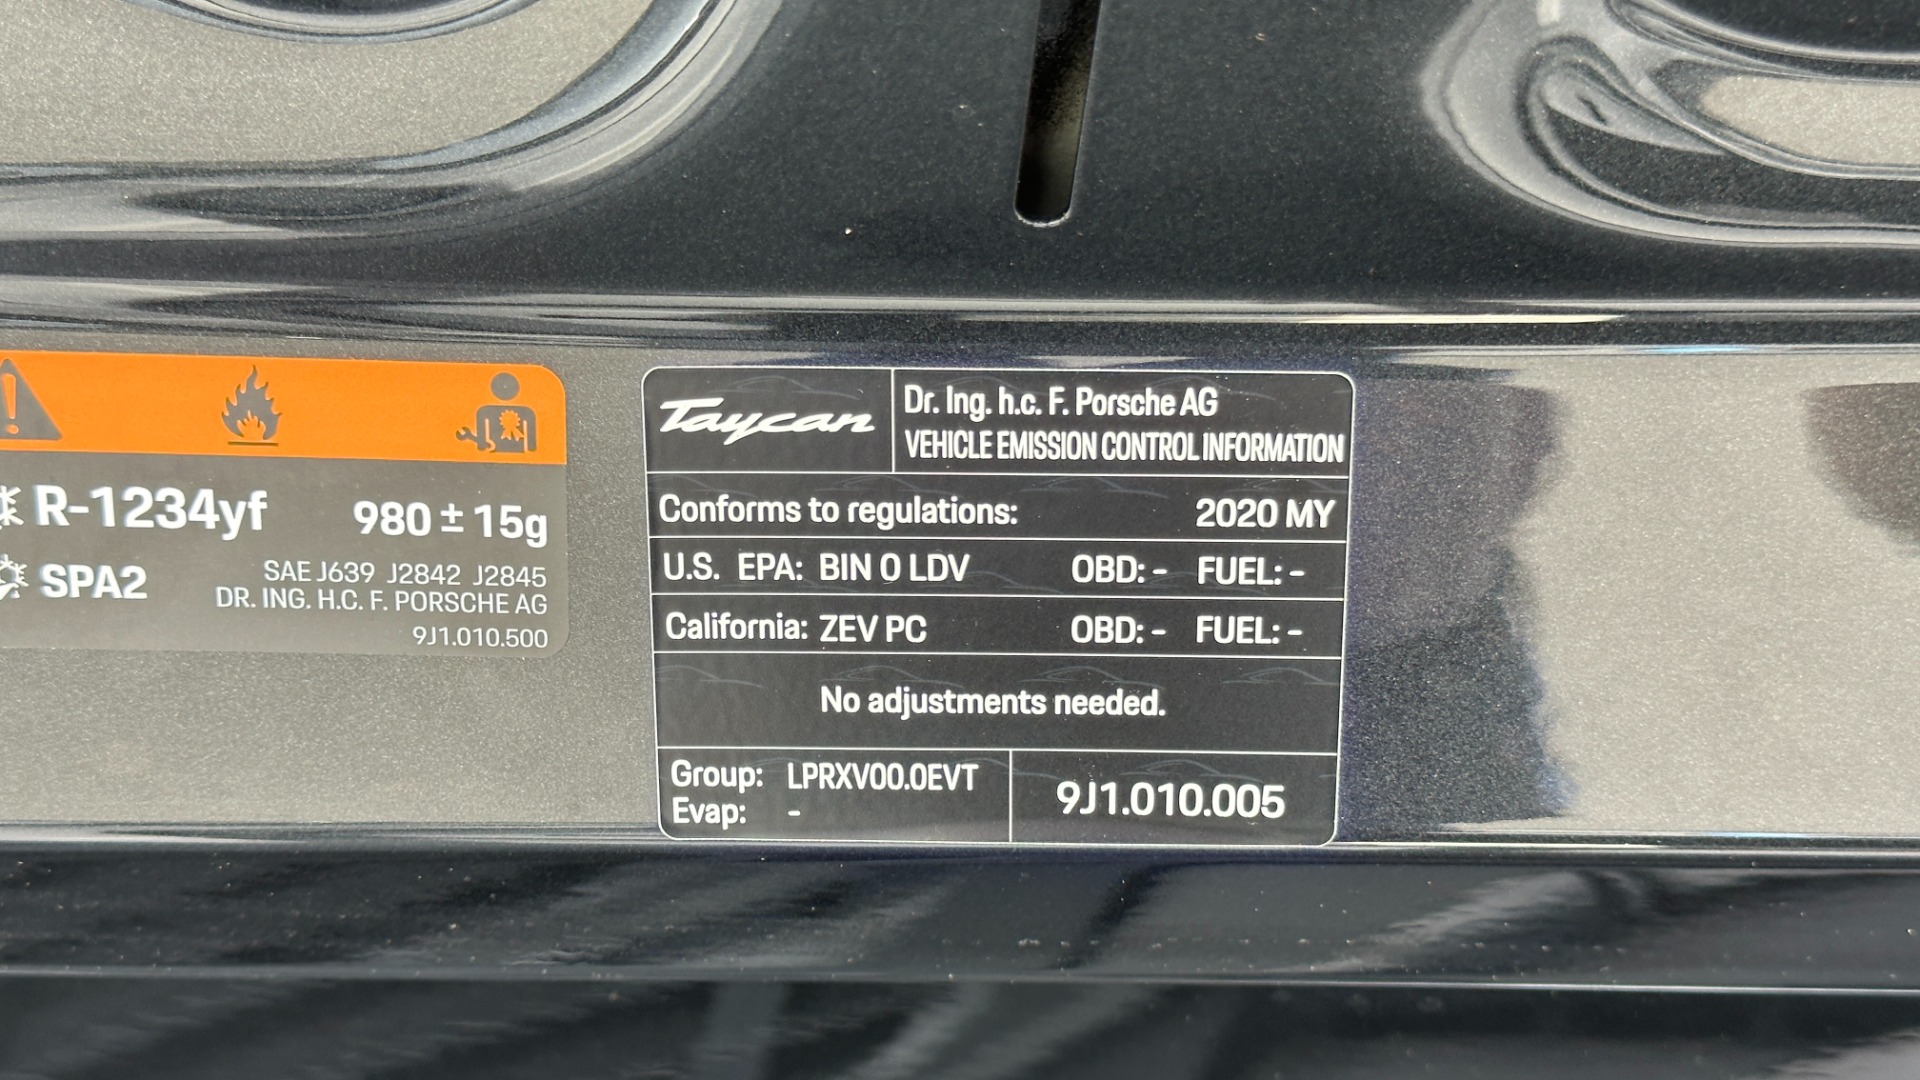 R-1234yf 980 ± 15g
SPA2
SAE J639 J2842 J2845
DR. ING. H.C. F. PORSCHE AG
9J1.010.500
Taycan
Dr. Ing. h.c. F. Porsche AG
VEHICLE EMISSION CONTROL INFORMATION
Conforms to regulations: 2020 MY
U.S. EPA: BIN 0 LDV OBD: - FUEL: -
California: ZEV PC OBD: - FUEL: -
No adjustments needed.
Group: LPRXV00.0EVT
Evap: -
9J1.010.005